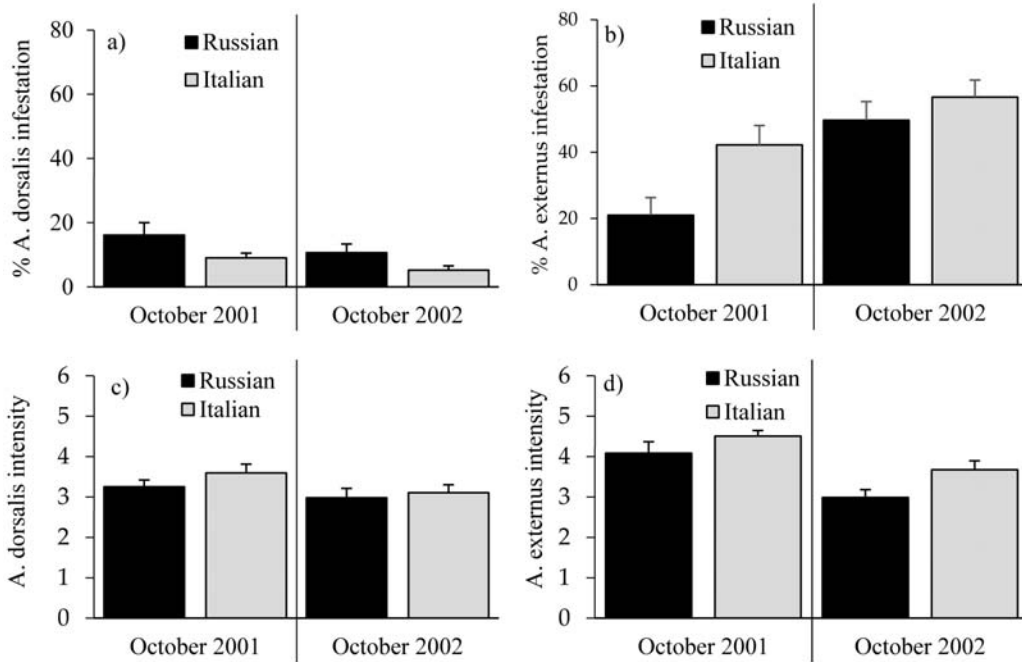 a)
Russian
Italian
% A. dorsalis infestation
80
60
40
20
0
October 2001
October 2002
b)
Russian
Italian
% A. externus infestation
80
60
40
20
0
October 2001
October 2002
c)
Russian
Italian
A. dorsalis intensity
6
5
4
3
2
1
0
October 2001
October 2002
d)
Russian
Italian
A. externus intensity
6
5
4
3
2
1
0
October 2001
October 2002